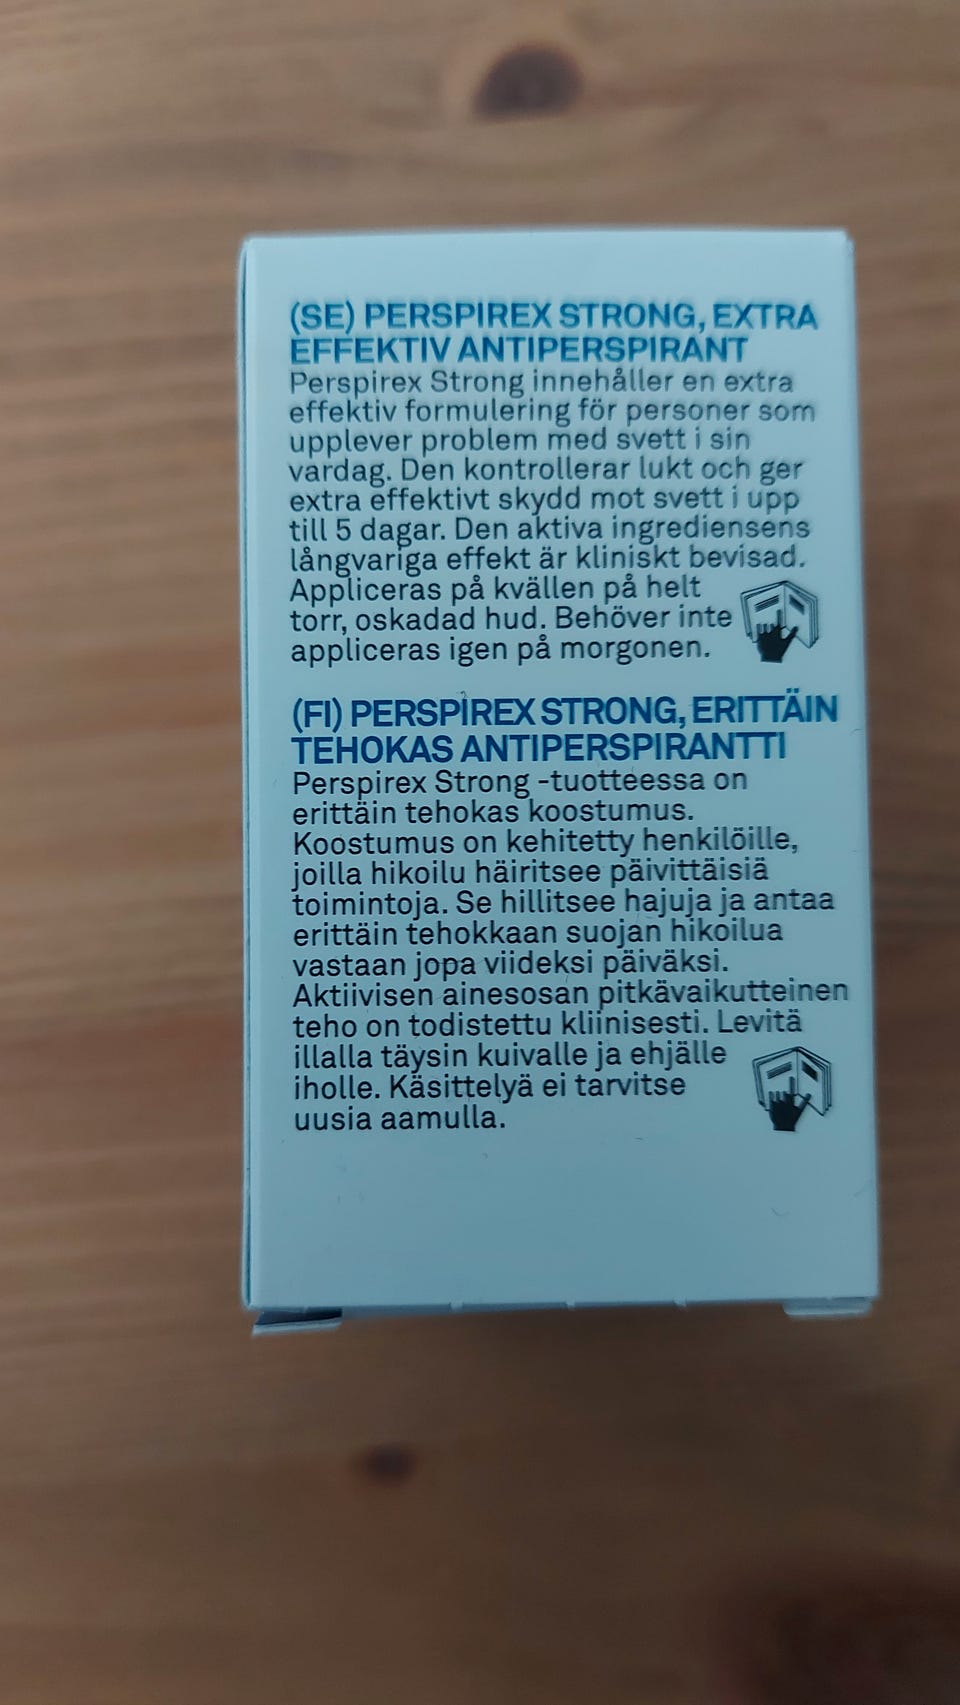 (SE) PERSPIREX STRONG, EXTRA
EFFEKTIV ANTIPERSPIRANT
Perspirex Strong innehåller en extra
effektiv formulering för personer som
upplever problem med svett i sin
vardag. Den kontrollerar lukt och ger
extra effektivt skydd mot svett i upp
till 5 dagar. Den aktiva ingrediensens
långvariga effekt är kliniskt bevisad.
Appliceras på kvällen på helt
torr, oskadad hud. Behöver inte
appliceras igen på morgonen.
(FI) PERSPIREX STRONG, ERITTÄIN
TEHOKAS ANTIPERSPIRANTTI
Perspirex Strong -tuotteessa on
erittäin tehokas koostumus.
Koostumus on kehitetty henkilöille,
joilla hikoilu häiritsee päivittäisiä
toimintoja. Se hillitsee hajuja ja antaa
erittäin tehokkaan suojan hikoilua
vastaan jopa viideksi päiväksi.
Aktiivisen ainesosan pitkävaikutteinen
teho on todistettu kliinisesti. Levitä
illalla täysin kuivalle ja ehjälle
iholle. Käsittelyä ei tarvitse
uusia aamulla.